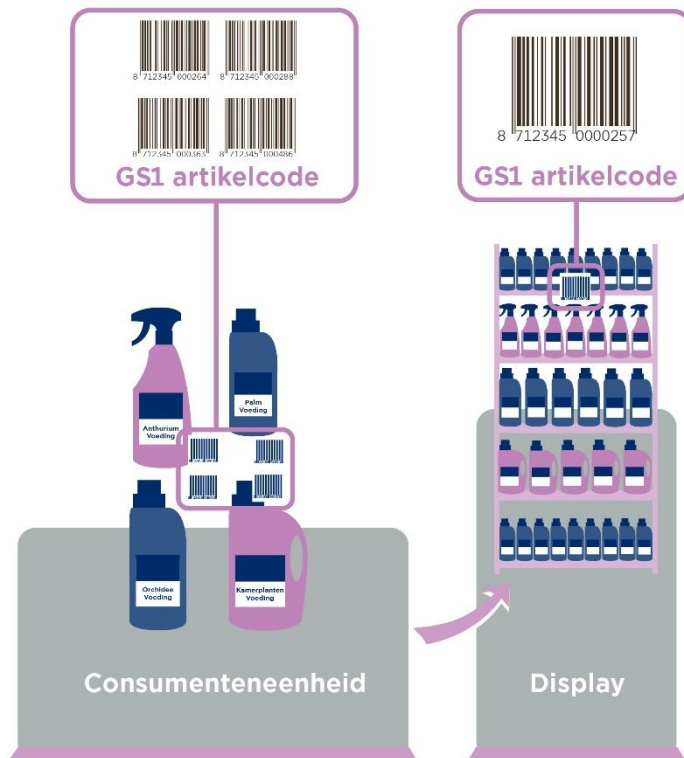 8 712345 000264
8 712345 000288
8 712345 000363
8 712345 000486
GS1 artikelcode
8 712345 0000257
GS1 artikelcode
Palm
Voeding
Anthurium
Voeding
Orchidee
Voeding
Kamerplanten
Voeding
Consumenteneenheid
Display